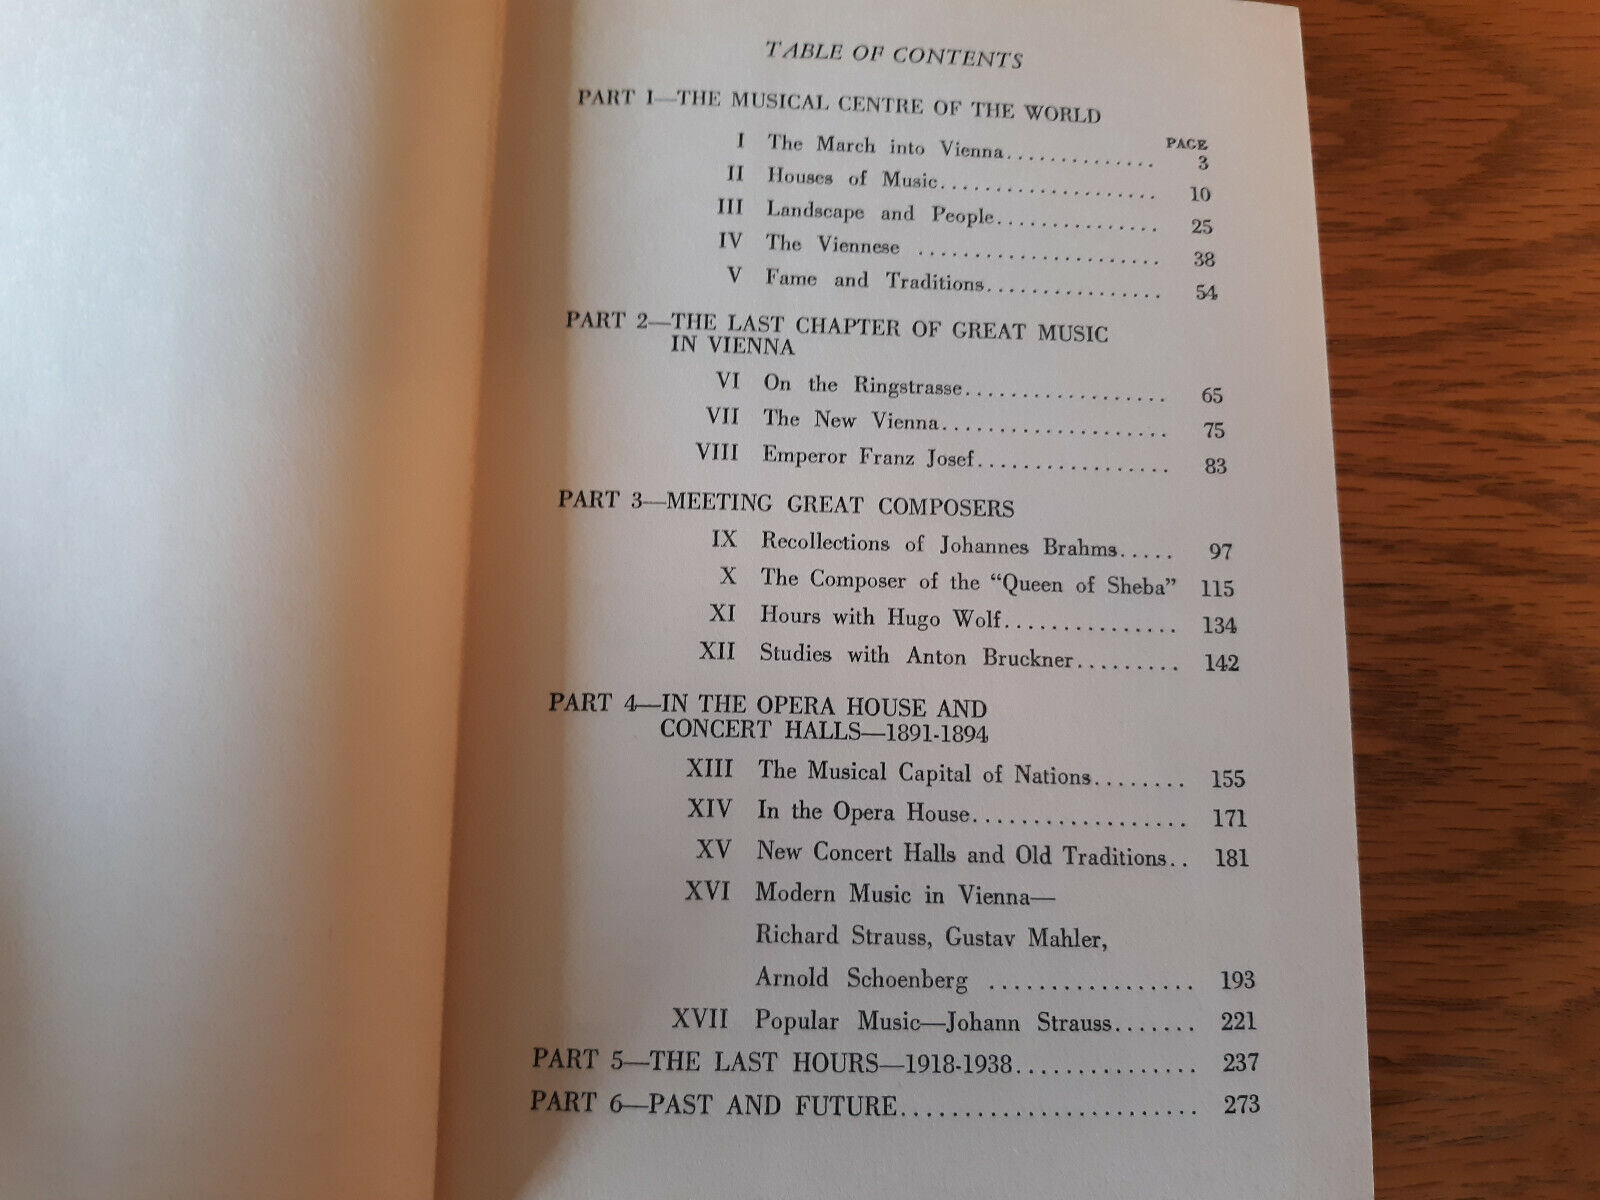 TABLE OF CONTENTS
PART 1—THE MUSICAL CENTRE OF THE WORLD
PAGE
I The March into Vienna.............. 3
II Houses of Music.................... 10
III Landscape and People............... 25
IV The Viennese ...................... 38
V Fame and Traditions................ 54
PART 2—THE LAST CHAPTER OF GREAT MUSIC
IN VIENNA
VI On the Ringstrasse.................. 65
VII The New Vienna.................... 75
VIII Emperor Franz Josef................. 83
PART 3—MEETING GREAT COMPOSERS
IX Recollections of Johannes Brahms..... 97
X The Composer of the “Queen of Sheba” 115
XI Hours with Hugo Wolf............... 134
XII Studies with Anton Bruckner......... 142
PART 4—IN THE OPERA HOUSE AND
CONCERT HALLS—1891-1894
XIII The Musical Capital of Nations........ 155
XIV In the Opera House.................. 171
XV New Concert Halls and Old Traditions.. 181
XVI Modern Music in Vienna—
Richard Strauss, Gustav Mahler,
Arnold Schoenberg ................. 193
XVII Popular Music—Johann Strauss....... 221
PART 5—THE LAST HOURS—1918-1938............... 237
PART 6—PAST AND FUTURE........................ 273